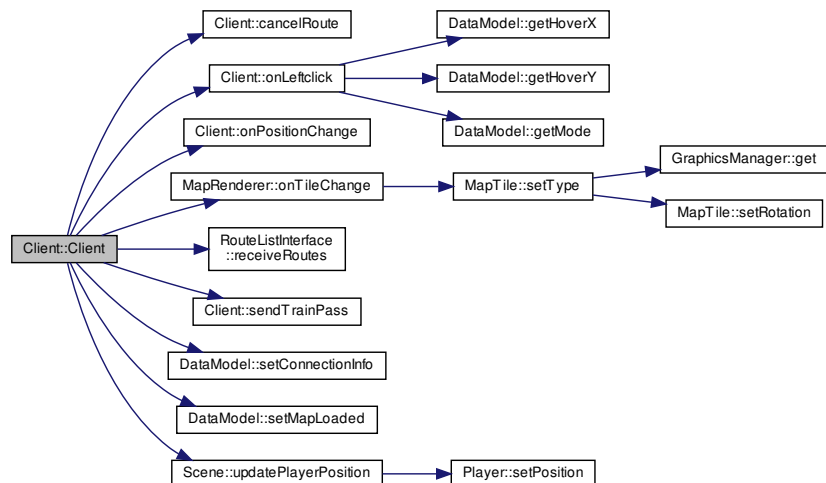 Client::cancelRoute
DataModel::getHoverX
Client::onLeftclick
DataModel::getHoverY
Client::onPositionChange
DataModel::getMode
GraphicsManager::get
MapRenderer::onTileChange
MapTile::setType
MapTile::setRotation
Client::Client
RouteListInterface
::receiveRoutes
Client::sendTrainPass
DataModel::setConnectionInfo
DataModel::setMapLoaded
Scene::updatePlayerPosition
Player::setPosition